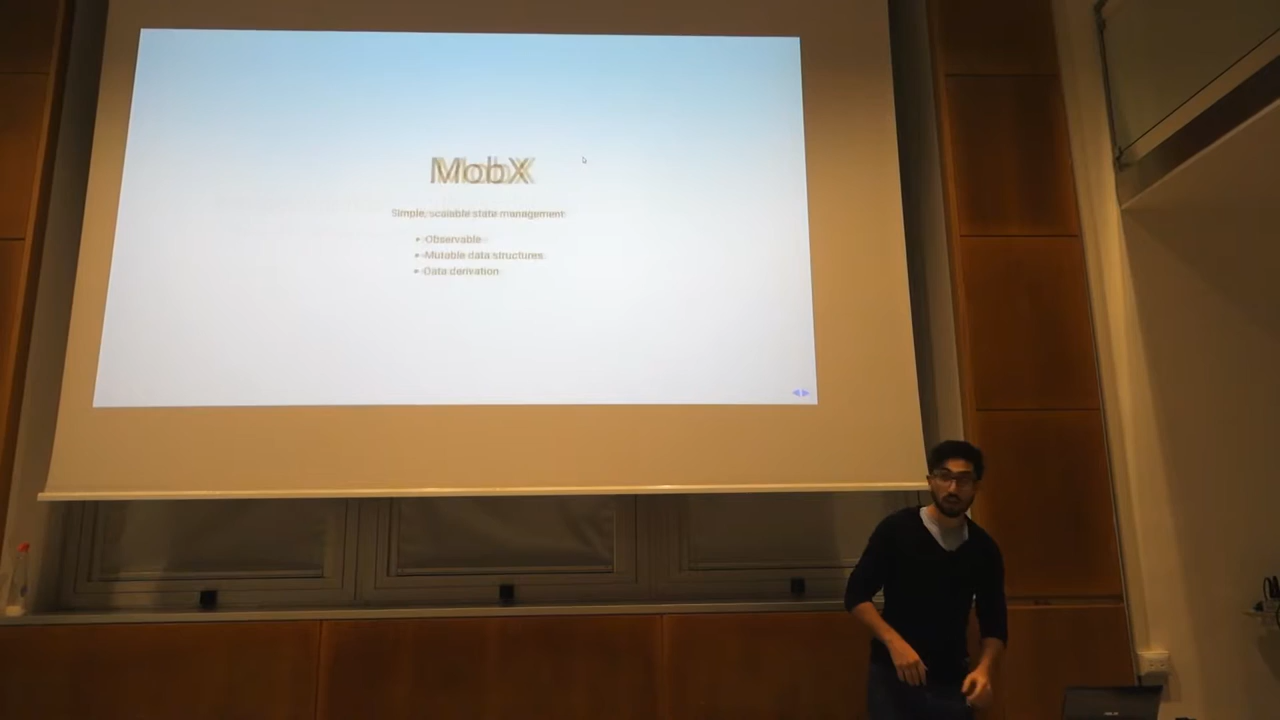 MobX
Simple, scalable state management
Observable
Mutable data structures
Data derivation